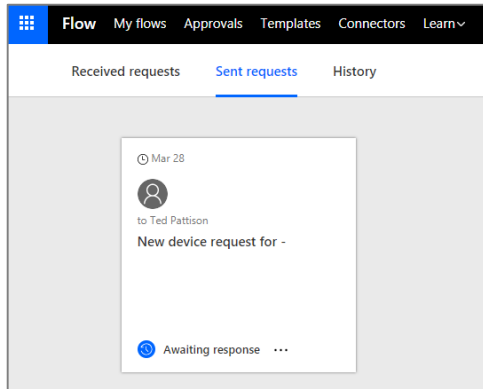 Flow My flows Approvals Templates Connectors Learn
Received requests Sent requests History
Mar 28
to Ted Pattison
New device request for -
Awaiting response ...